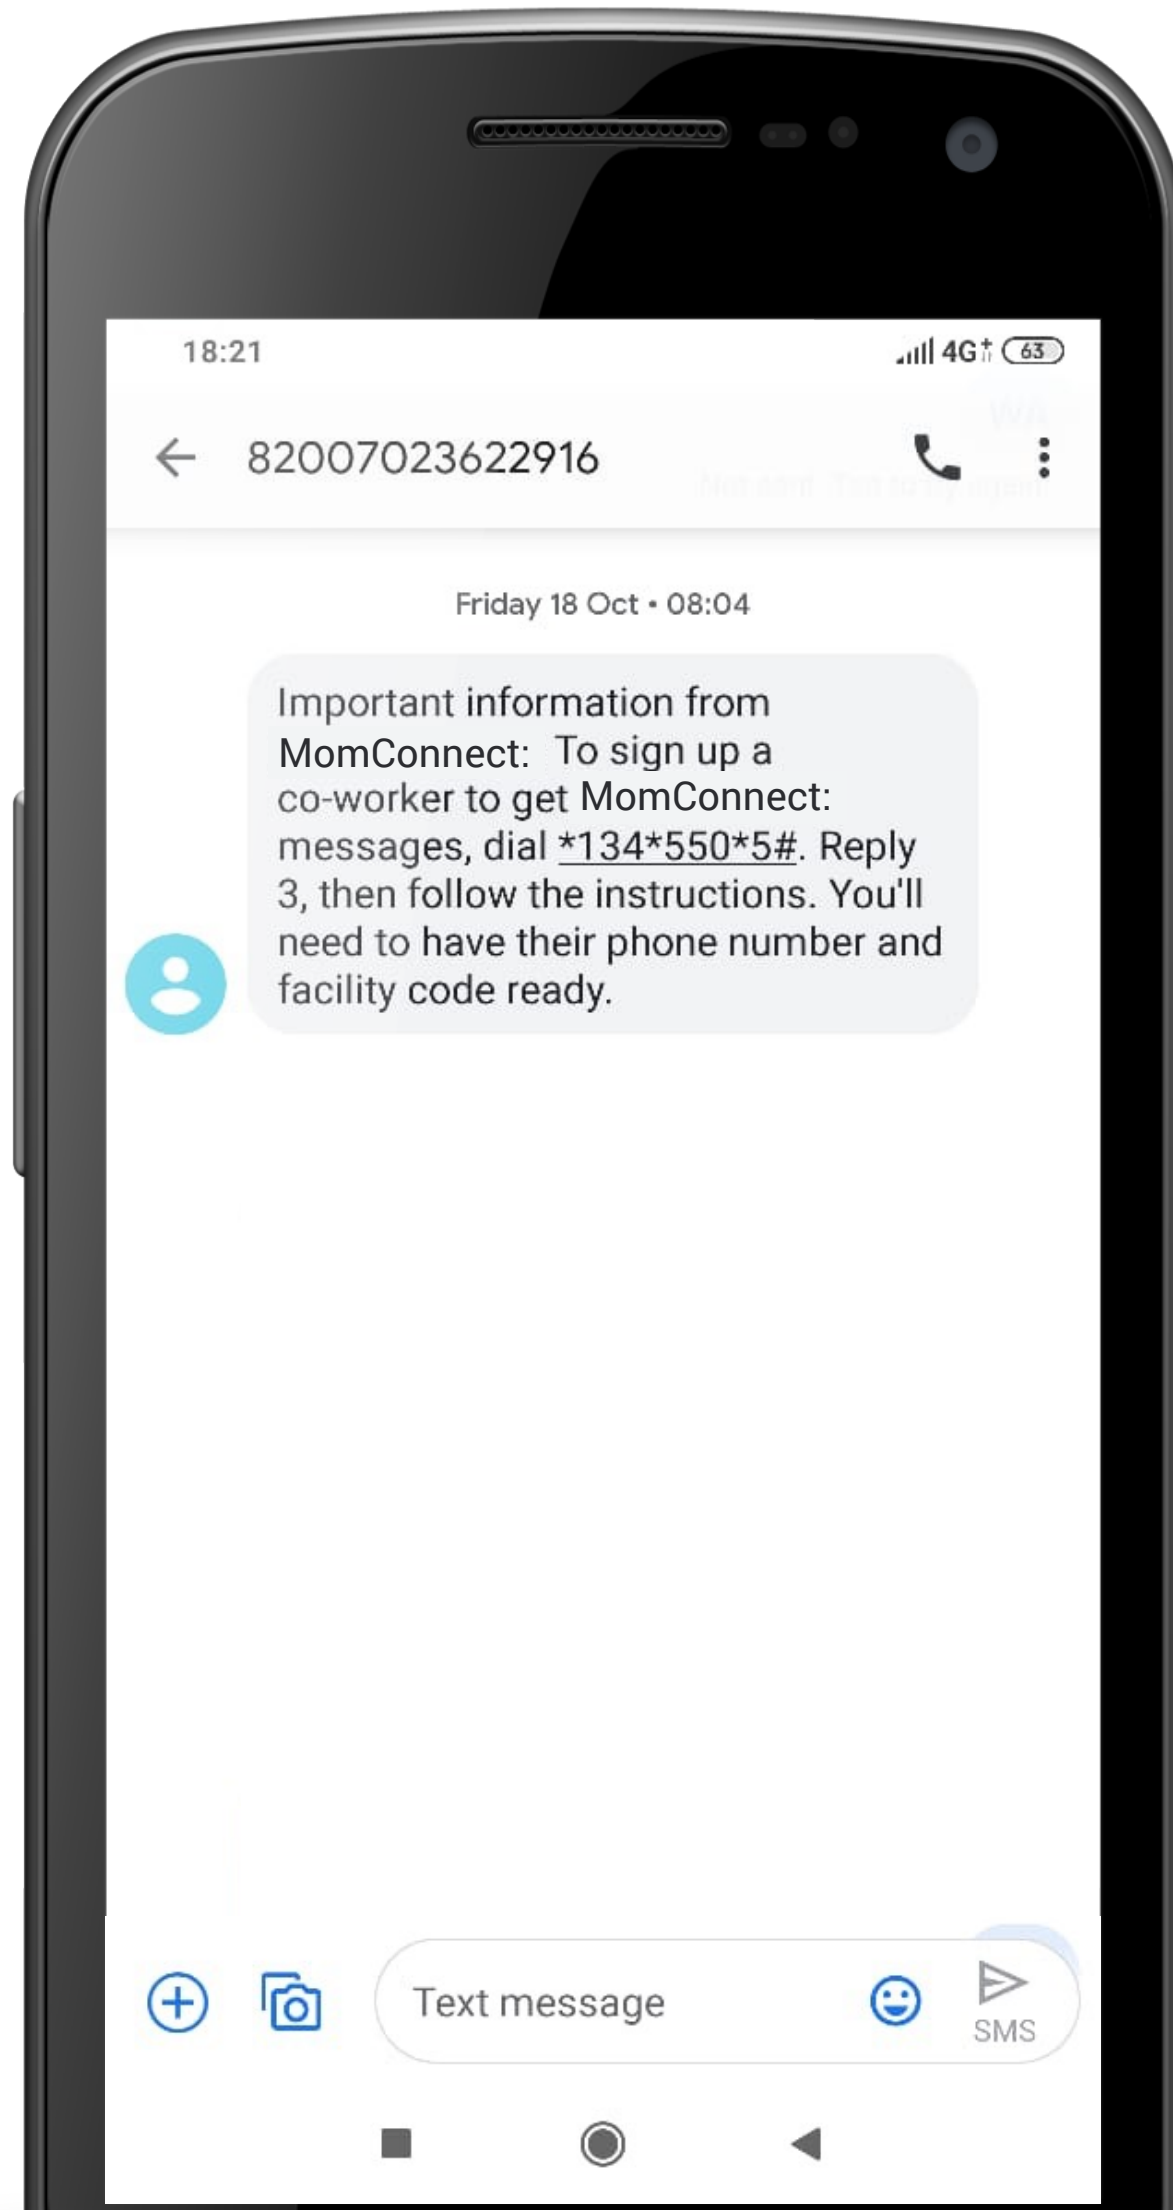 18:21 4G+ 63
82007023622916
Friday 18 Oct • 08:04
Important information from
MomConnect: To sign up a
co-worker to get MomConnect:
messages, dial *134*550*5#. Reply
3, then follow the instructions. You'll
need to have their phone number and
facility code ready.
Text message
SMS